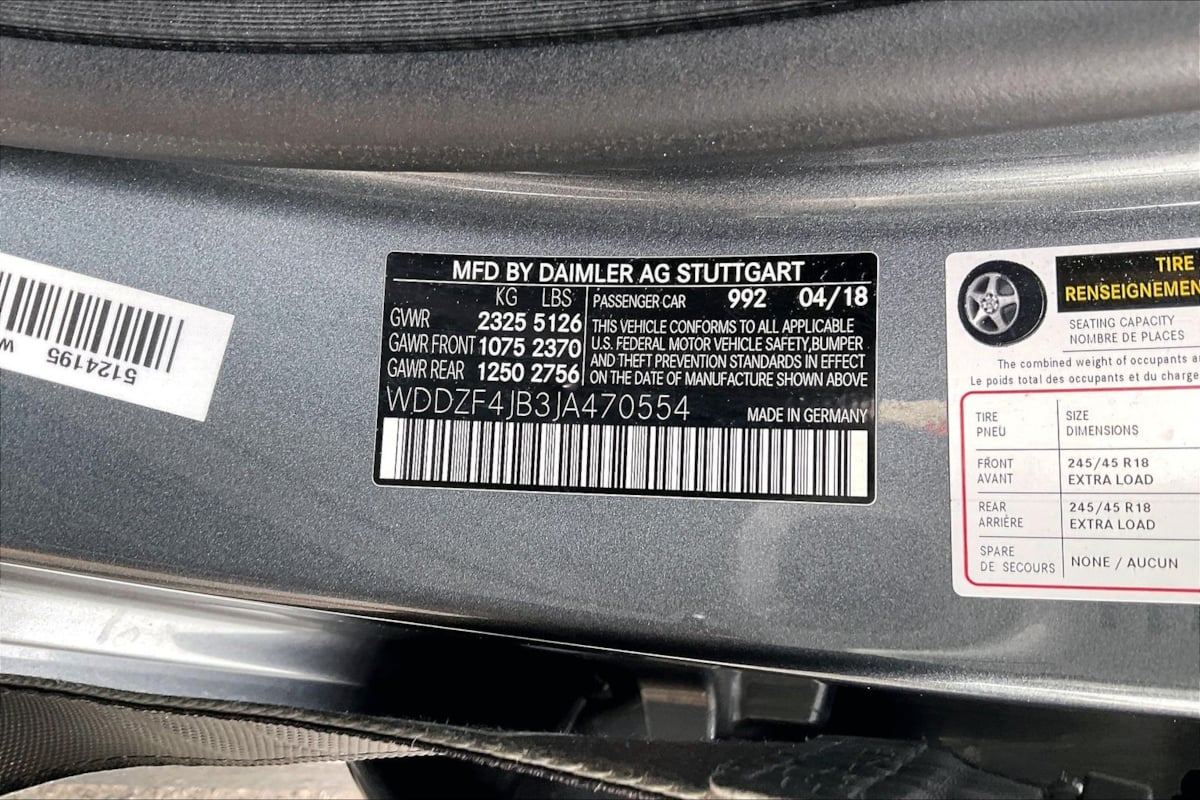 W
5124195
MFD BY DAIMLER AG STUTTGART
KG LBS
GVWR 2325 5126
GAWR FRONT 1075 2370
GAWR REAR 1250 2756
PASSENGER CAR 992 04/18
THIS VEHICLE CONFORMS TO ALL APPLICABLE
U.S. FEDERAL MOTOR VEHICLE SAFETY,BUMPER
AND THEFT PREVENTION STANDARDS IN EFFECT
ON THE DATE OF MANUFACTURE SHOWN ABOVE
WDDZF4JB3JA470554 MADE IN GERMANY
TIRE
RENSEIGNEMEN
SEATING CAPACITY
NOMBRE DE PLACES
The combined weight of occupants a
Le poids total des occupants et du
TIRE SIZE
PNEU DIMENSIONS
FRONT 245/45 R18
AVANT EXTRA LOAD
REAR 245/45 R18
ARRIÈRE EXTRA LOAD
SPARE
DE SECOURS NONE / AUCUN